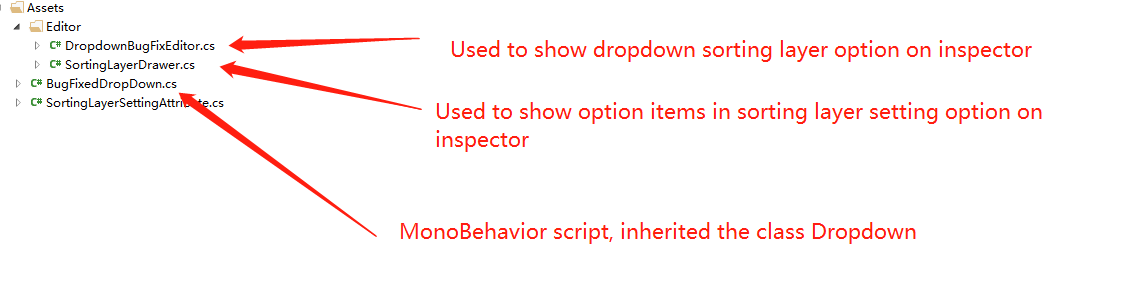 Assets
Editor
C# DropdownBugFixEditor.cs
Used to show dropdown sorting layer option on inspector
C# SortingLayerDrawer.cs
C# BugFixedDropDown.cs
C# SortingLayerSettingAttribute.cs
Used to show option items in sorting layer setting option on
inspector
MonoBehavior script, inherited the class Dropdown